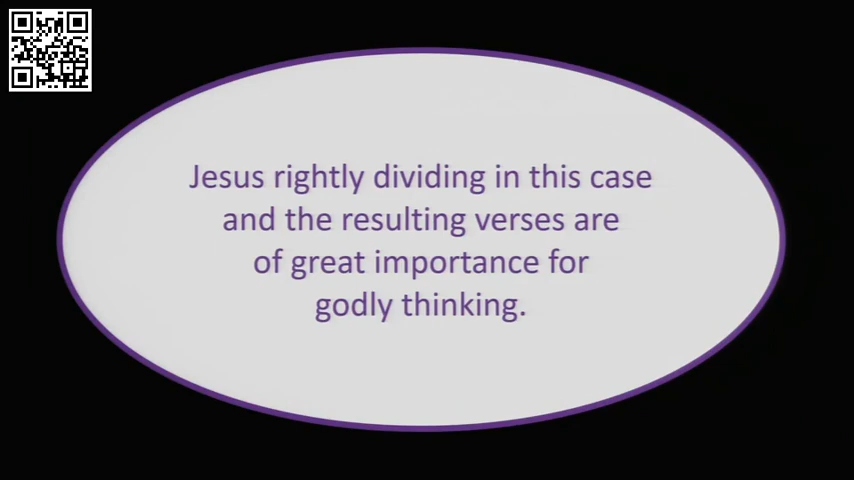 Jesus rightly dividing in this case
and the resulting verses are
of great importance for
godly thinking.